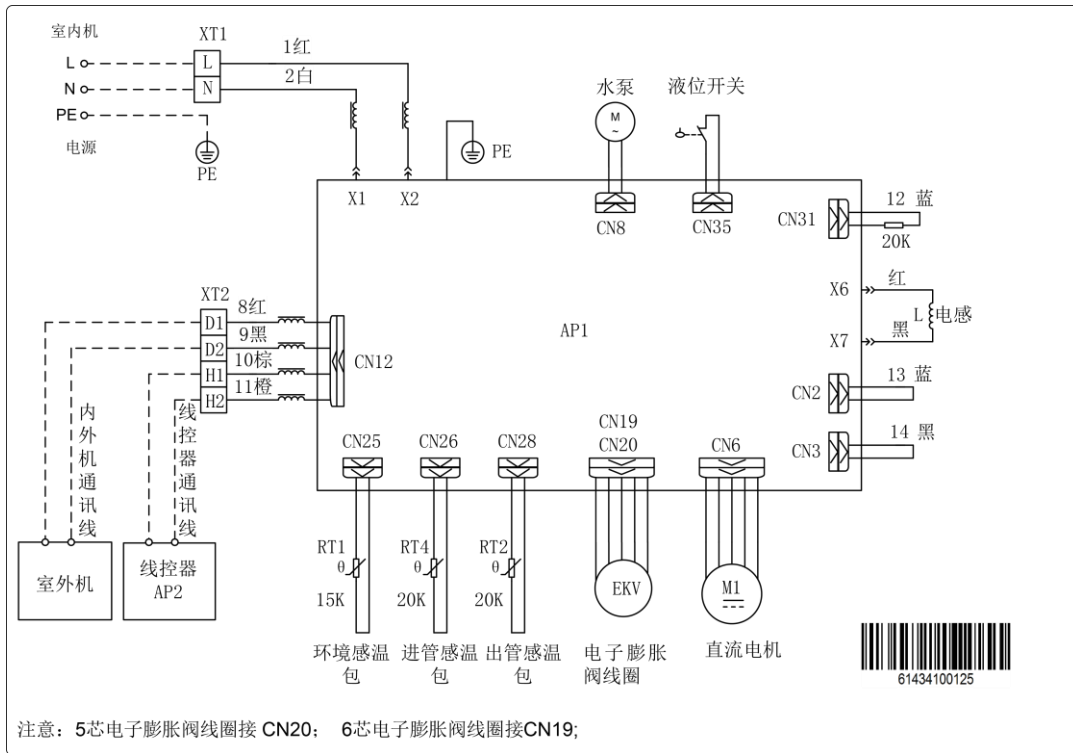 室内机
XT1
L
L
1红
N
N
2白
PE
电源
PE
PE
水泵
液位开关
M
~
X1
X2
CN8
CN35
CN31
12 蓝
20K
X6
红
L
电感
X7
黑
AP1
XT2
D1
8红
D2
9黑
H1
10棕
H2
11橙
CN12
CN2
13 蓝
CN3
14 黑
内外机通讯线
线控器通讯线
室外机
线控器
AP2
CN25
CN26
CN28
CN19
CN20
CN6
RT1
θ
15K
RT4
θ
20K
RT2
θ
20K
EKV
M1
环境感温
包
进管感温
包
出管感温
包
电子膨胀
阀线圈
直流电机
61434100125
注意：5芯电子膨胀阀线圈接 CN20； 6芯电子膨胀阀线圈接CN19;